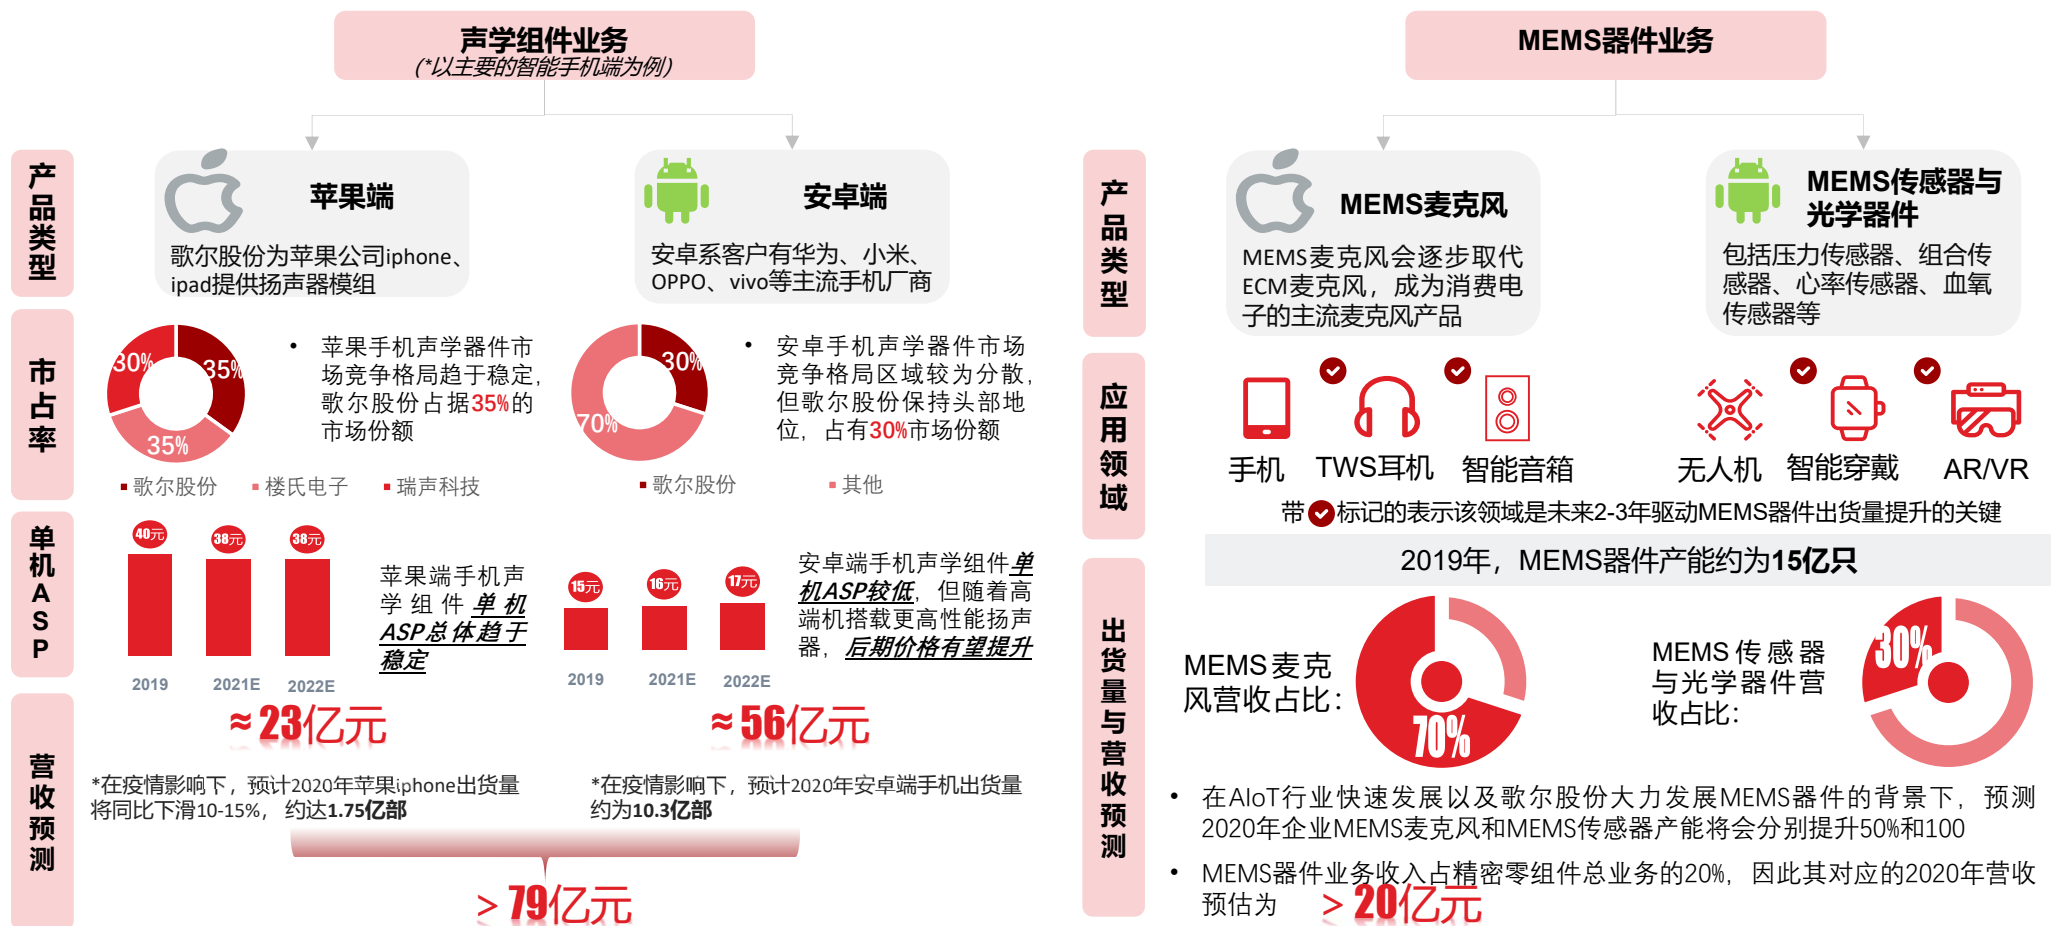 声学组件业务
（*以主要的智能手机端为例）
产品类型
苹果端
歌尔股份为苹果公司iphone、
ipad提供扬声器模组
安卓端
安卓系客户有华为、小米、
OPPO、vivo等主流手机厂商
市占率
30%
35%
35%
• 苹果手机声学器件市
场竞争格局趋于稳定，
歌尔股份占据35%的
市场份额
歌尔股份 楼氏电子 瑞声科技
30%
70%
• 安卓手机声学器件市场
竞争格局区域较为分散，
但歌尔股份保持头部地
位，占有30%市场份额
歌尔股份 其他
单机ASP
40元 38元 38元
2019 2021E 2022E
苹果端手机声
学组件单机
ASP总体趋于
稳定
15元 16元 17元
2019 2021E 2022E
安卓端手机声学组件单
机ASP较低，但随着高
端机搭载更高性能扬声
器，后期价格有望提升
营收预测
≈23亿元
≈56亿元
*在疫情影响下，预计2020年苹果iphone出货量
将同比下滑10-15%， 约达1.75亿部
*在疫情影响下，预计2020年安卓端手机出货量
约为10.3亿部
> 79亿元
MEMS器件业务
产品类型
MEMS麦克风
MEMS麦克风会逐步取代
ECM麦克风，成为消费电
子的主流麦克风产品
MEMS传感器与
光学器件
包括压力传感器、组合传
感器、心率传感器、血氧
传感器等
应用领域
手机 TWS耳机 智能音箱 无人机 智能穿戴 AR/VR
带 标记的表示该领域是未来2-3年驱动MEMS器件出货量提升的关键
出货量与营收预测
2019年，MEMS器件产能约为15亿只
MEMS麦克
风营收占比：
70%
MEMS传感器
与光学器件营
收占比：
30%
• 在AIoT行业快速发展以及歌尔股份大力发展MEMS器件的背景下，预测
2020年企业MEMS麦克风和MEMS传感器产能将会分别提升50%和100
• MEMS器件业务收入占精密零组件总业务的20%，因此其对应的2020年营收
预估为 > 20亿元